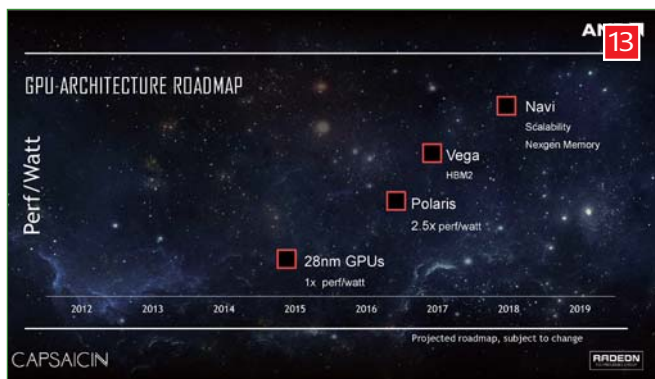 AMD
13
GPU ARCHITECTURE ROADMAP
Navi
Scalability
Nexgen Memory
Vega
HBM2
Perf/Watt
Polaris
2.5x perf/watt
28nm GPUs
1x perf/watt
2012 2013 2014 2015 2016 2017 2018 2019
Projected roadmap, subject to change
CAPSAICIN
RADEON
TECHNOLOGIES GROUP